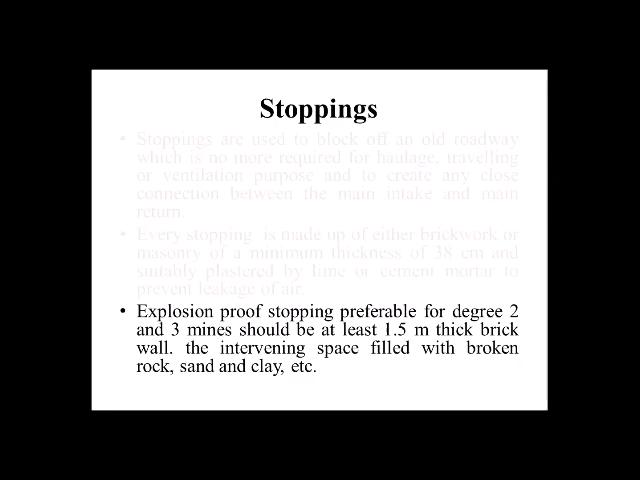 Stoppings
• Stoppings are used to block off an old roadway
which is no more required for haulage, travelling
or ventilation purpose and to create any close
connection between the main intake and main
return.
• Every stopping is made up of either brickwork or
masonry of a minimum thickness of 38 cm and
suitably plastered by lime or cement mortar to
prevent leakage of air.
• Explosion proof stopping preferable for degree 2
and 3 mines should be at least 1.5 m thick brick
wall. the intervening space filled with broken
rock, sand and clay, etc.